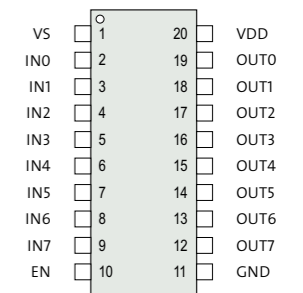 VS 1 20 VDD
IN0 2 19 OUT0
IN1 3 18 OUT1
IN2 4 17 OUT2
IN3 5 16 OUT3
IN4 6 15 OUT4
IN5 7 14 OUT5
IN6 8 13 OUT6
IN7 9 12 OUT7
EN 10 11 GND